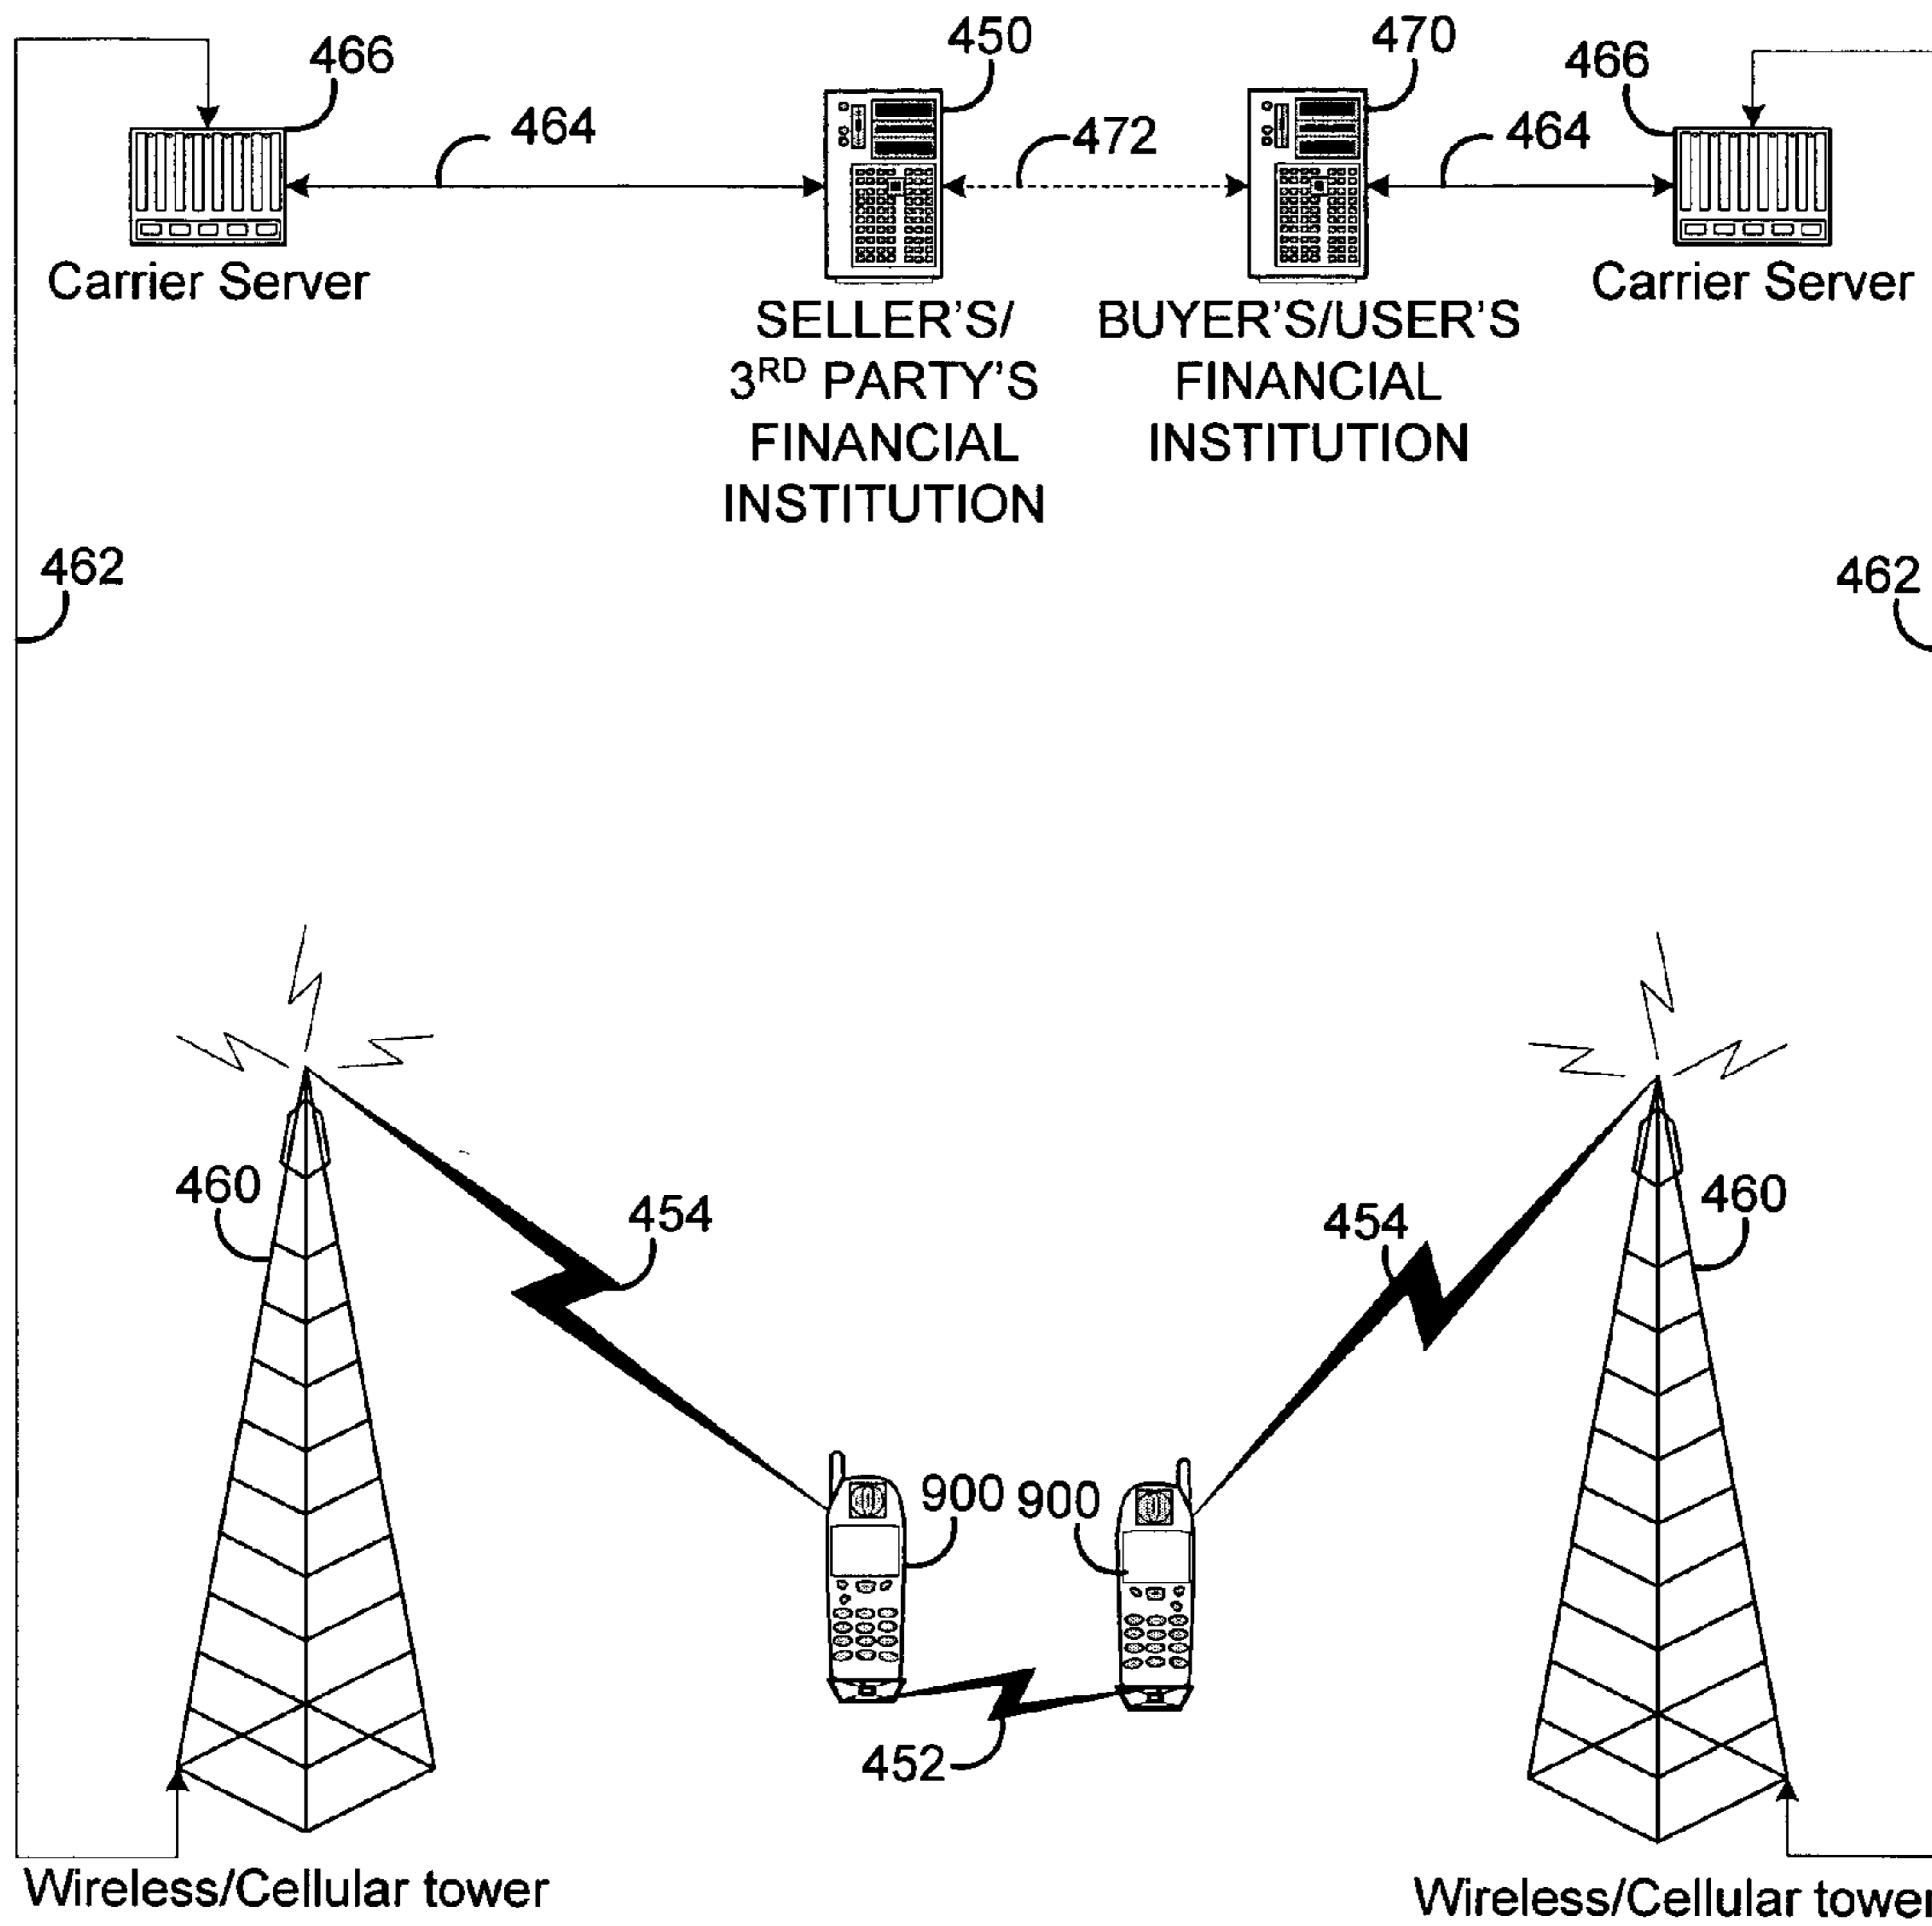 450
470
466
466
464
472
464
Carrier Server
Carrier Server
SELLER'S/
3RD PARTY'S
FINANCIAL
INSTITUTION
BUYER'S/USER'S
FINANCIAL
INSTITUTION
462
462
460
454
454
460
900
900
452
Wireless/Cellular tower
Wireless/Cellular tower